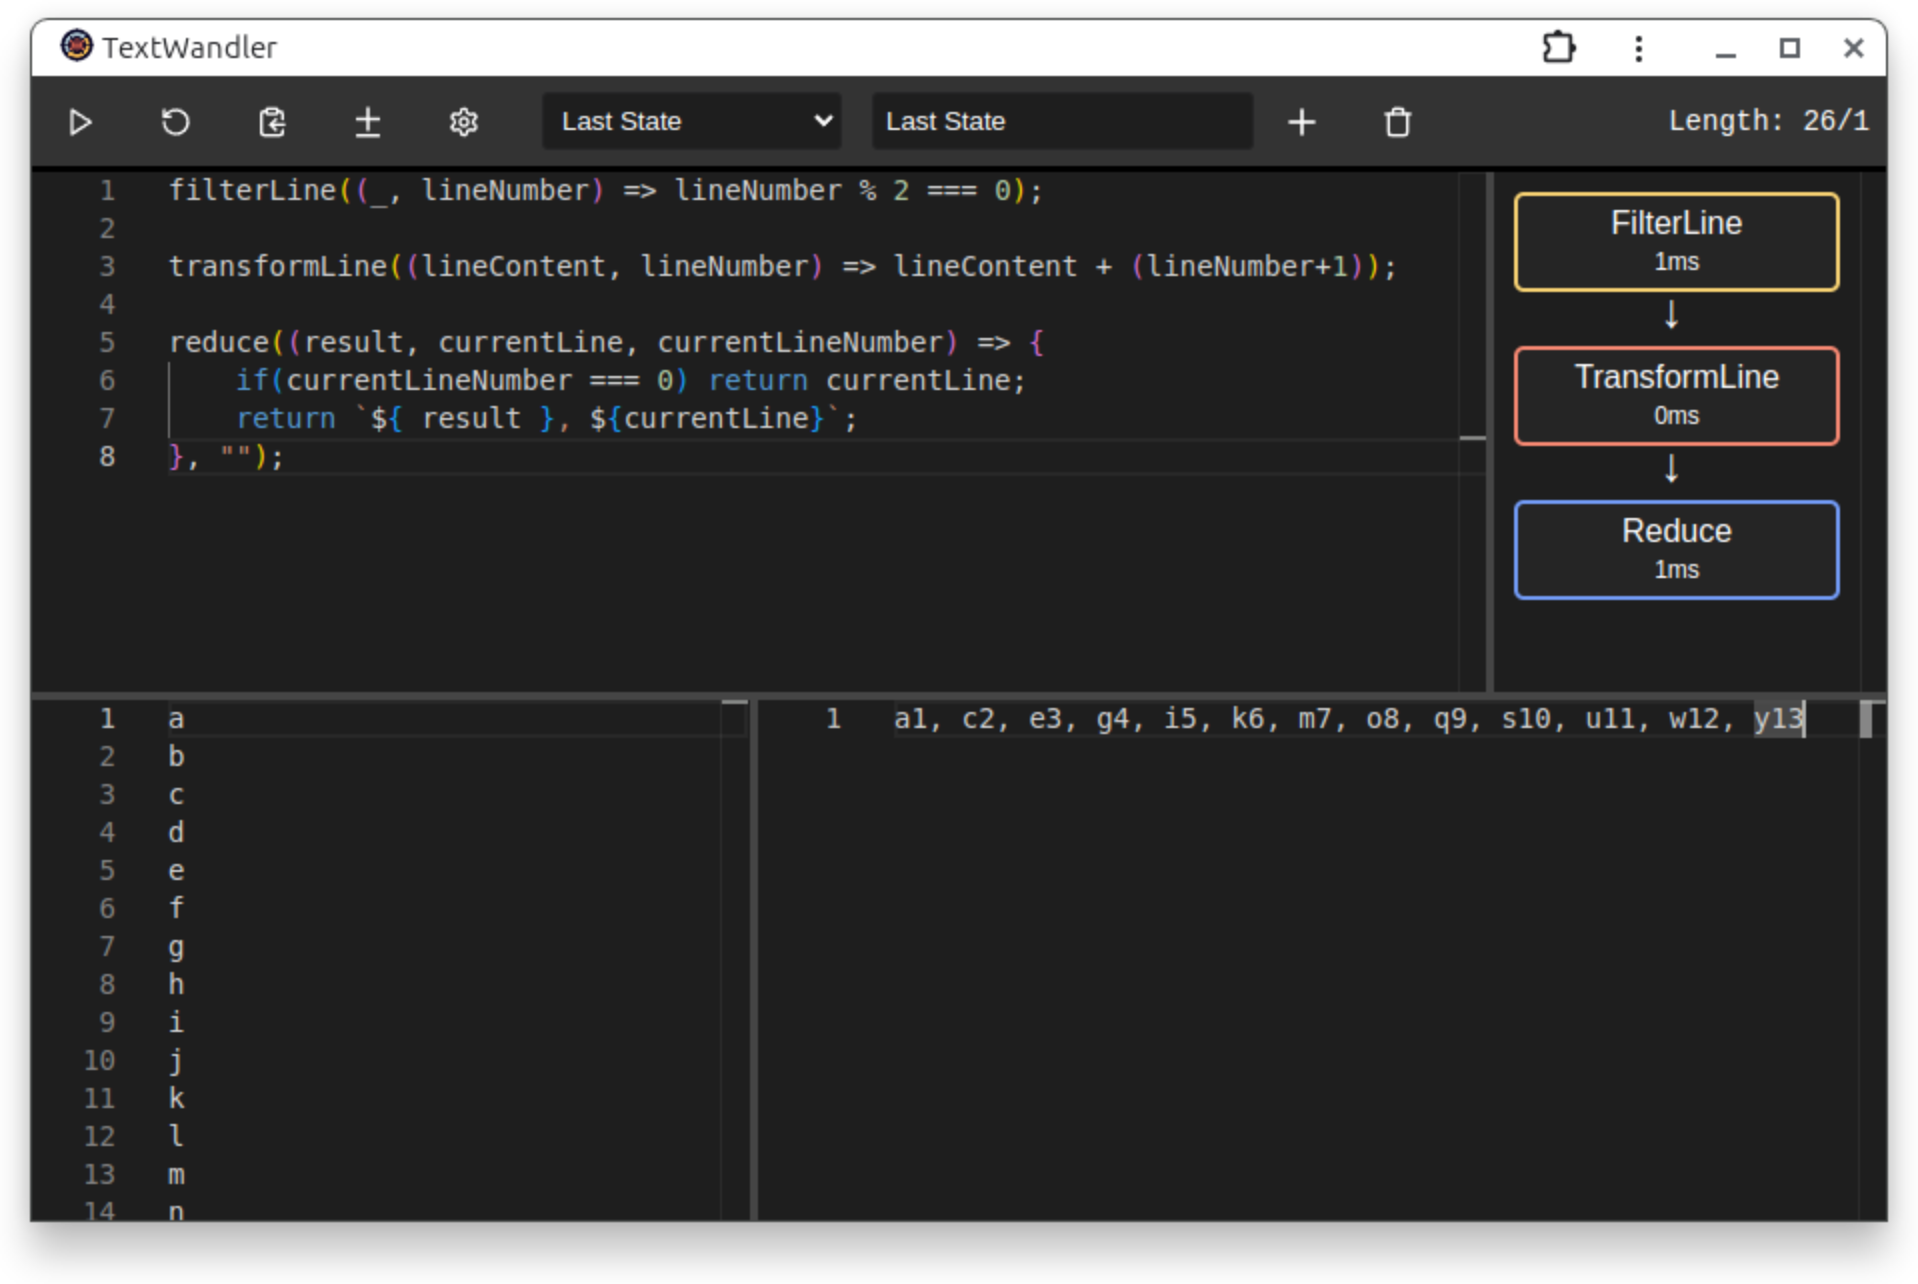 TextWandler
Last State Last State Length: 26/1
1 filterLine((_, lineNumber) => lineNumber % 2 === 0);
2
3 transformLine((lineContent, lineNumber) => lineContent + (lineNumber+1));
4
5 reduce((result, currentLine, currentLineNumber) => {
6     if(currentLineNumber === 0) return currentLine;
7     return `${ result }, ${currentLine}`;
8 }, "");
FilterLine
1ms
↓
TransformLine
0ms
↓
Reduce
1ms
1 a
2 b
3 c
4 d
5 e
6 f
7 g
8 h
9 i
10 j
11 k
12 l
13 m
14 n
1 a1, c2, e3, g4, i5, k6, m7, o8, q9, s10, u11, w12, y13